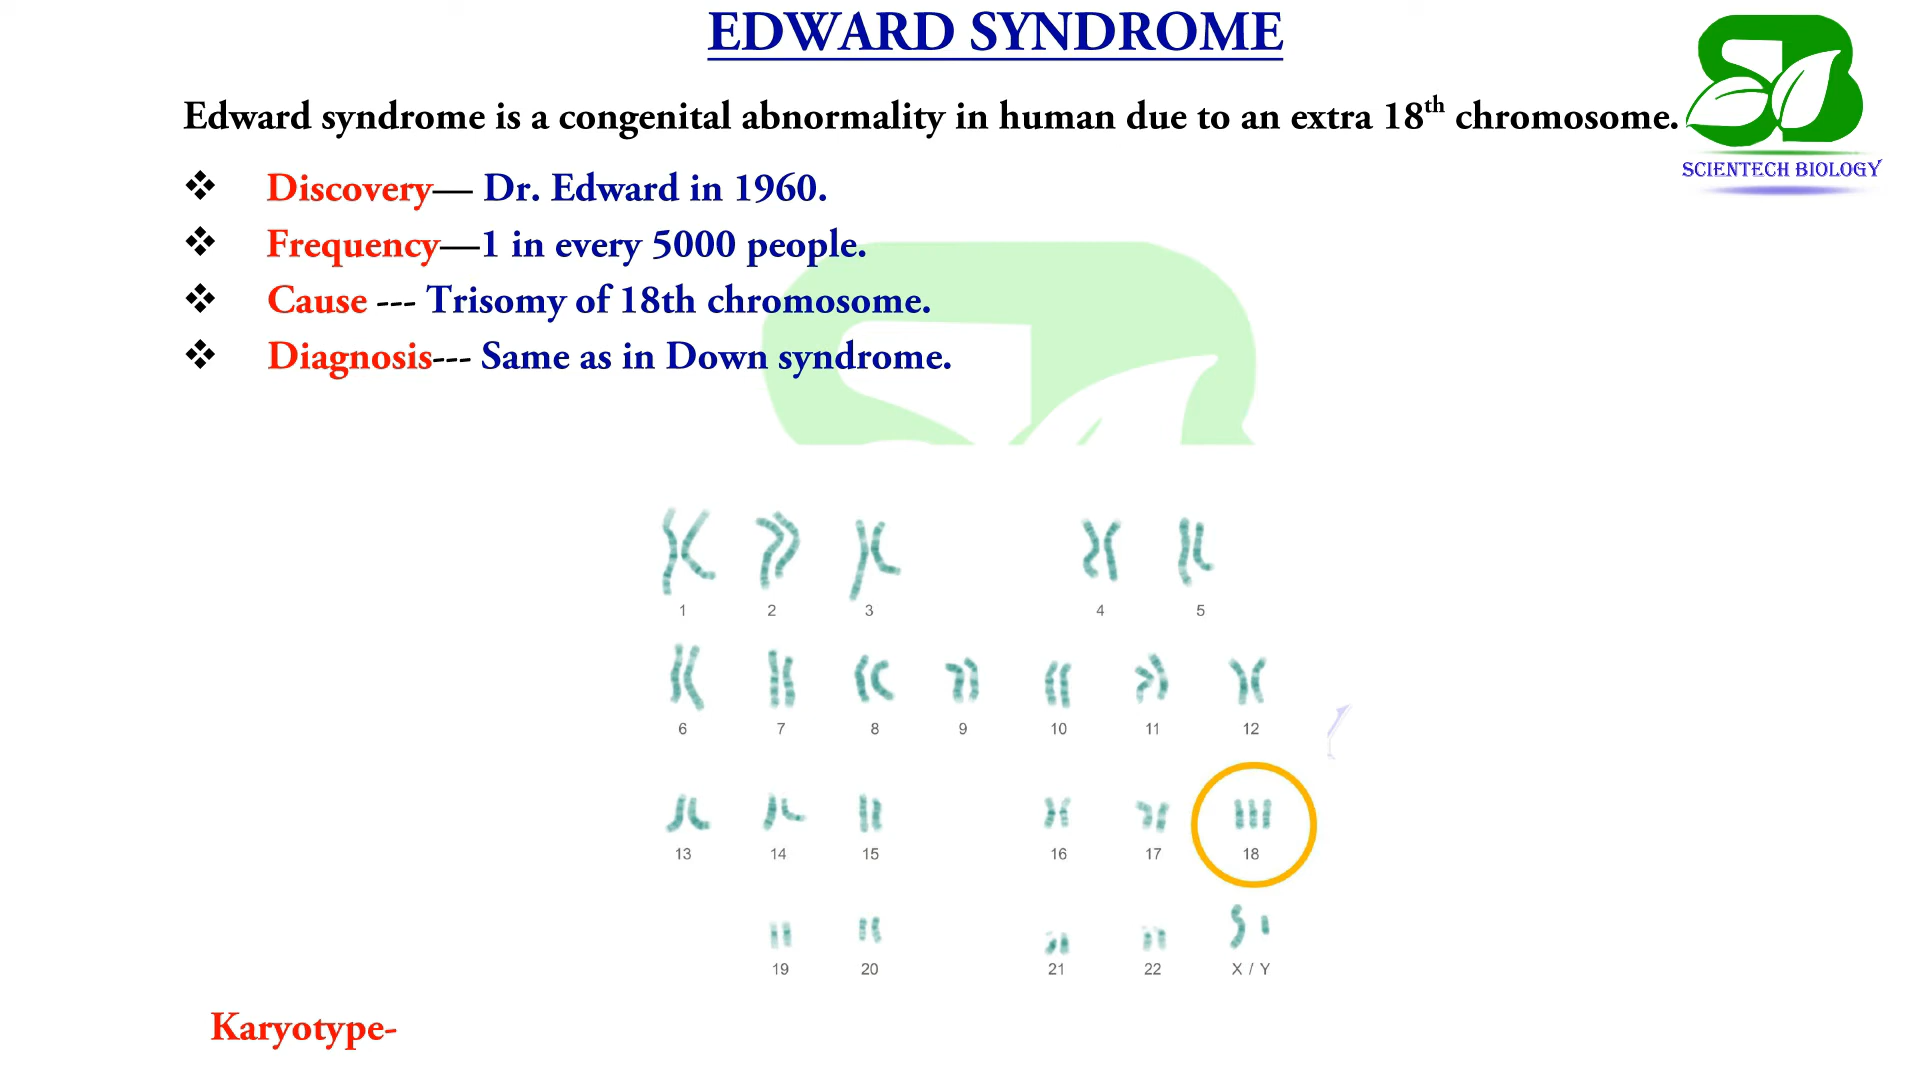 EDWARD SYNDROME
Edward syndrome is a congenital abnormality in human due to an extra 18th chromosome.
SCIENTECH BIOLOGY
❖ Discovery— Dr. Edward in 1960.
❖ Frequency—1 in every 5000 people.
❖ Cause --- Trisomy of 18th chromosome.
❖ Diagnosis--- Same as in Down syndrome.
1 2 3 4 5
6 7 8 9 10 11 12
13 14 15 16 17 18
19 20 21 22 X / Y
Karyotype-